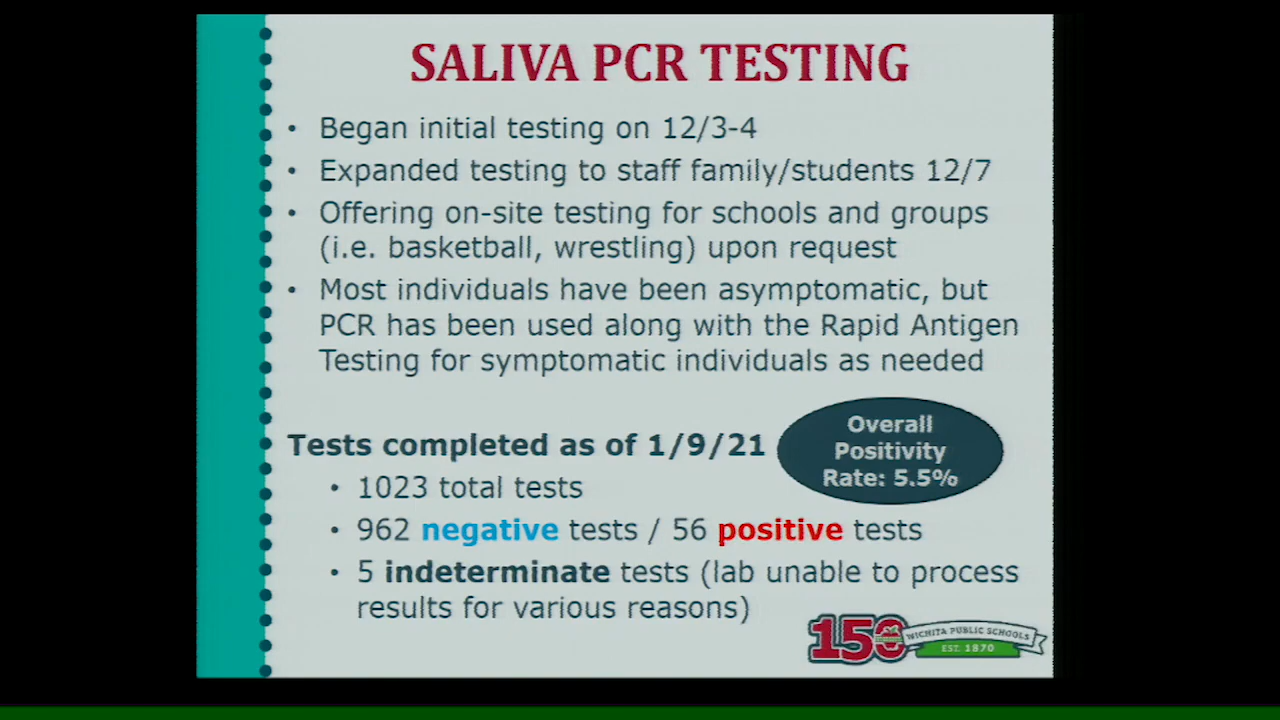 SALIVA PCR TESTING
• Began initial testing on 12/3-4
• Expanded testing to staff family/students 12/7
• Offering on-site testing for schools and groups
(i.e. basketball, wrestling) upon request
• Most individuals have been asymptomatic, but
PCR has been used along with the Rapid Antigen
Testing for symptomatic individuals as needed
Overall
Positivity
Rate: 5.5%
Tests completed as of 1/9/21
• 1023 total tests
• 962 negative tests / 56 positive tests
• 5 indeterminate tests (lab unable to process
results for various reasons)
150
WICHITA PUBLIC SCHOOLS
EST. 1870